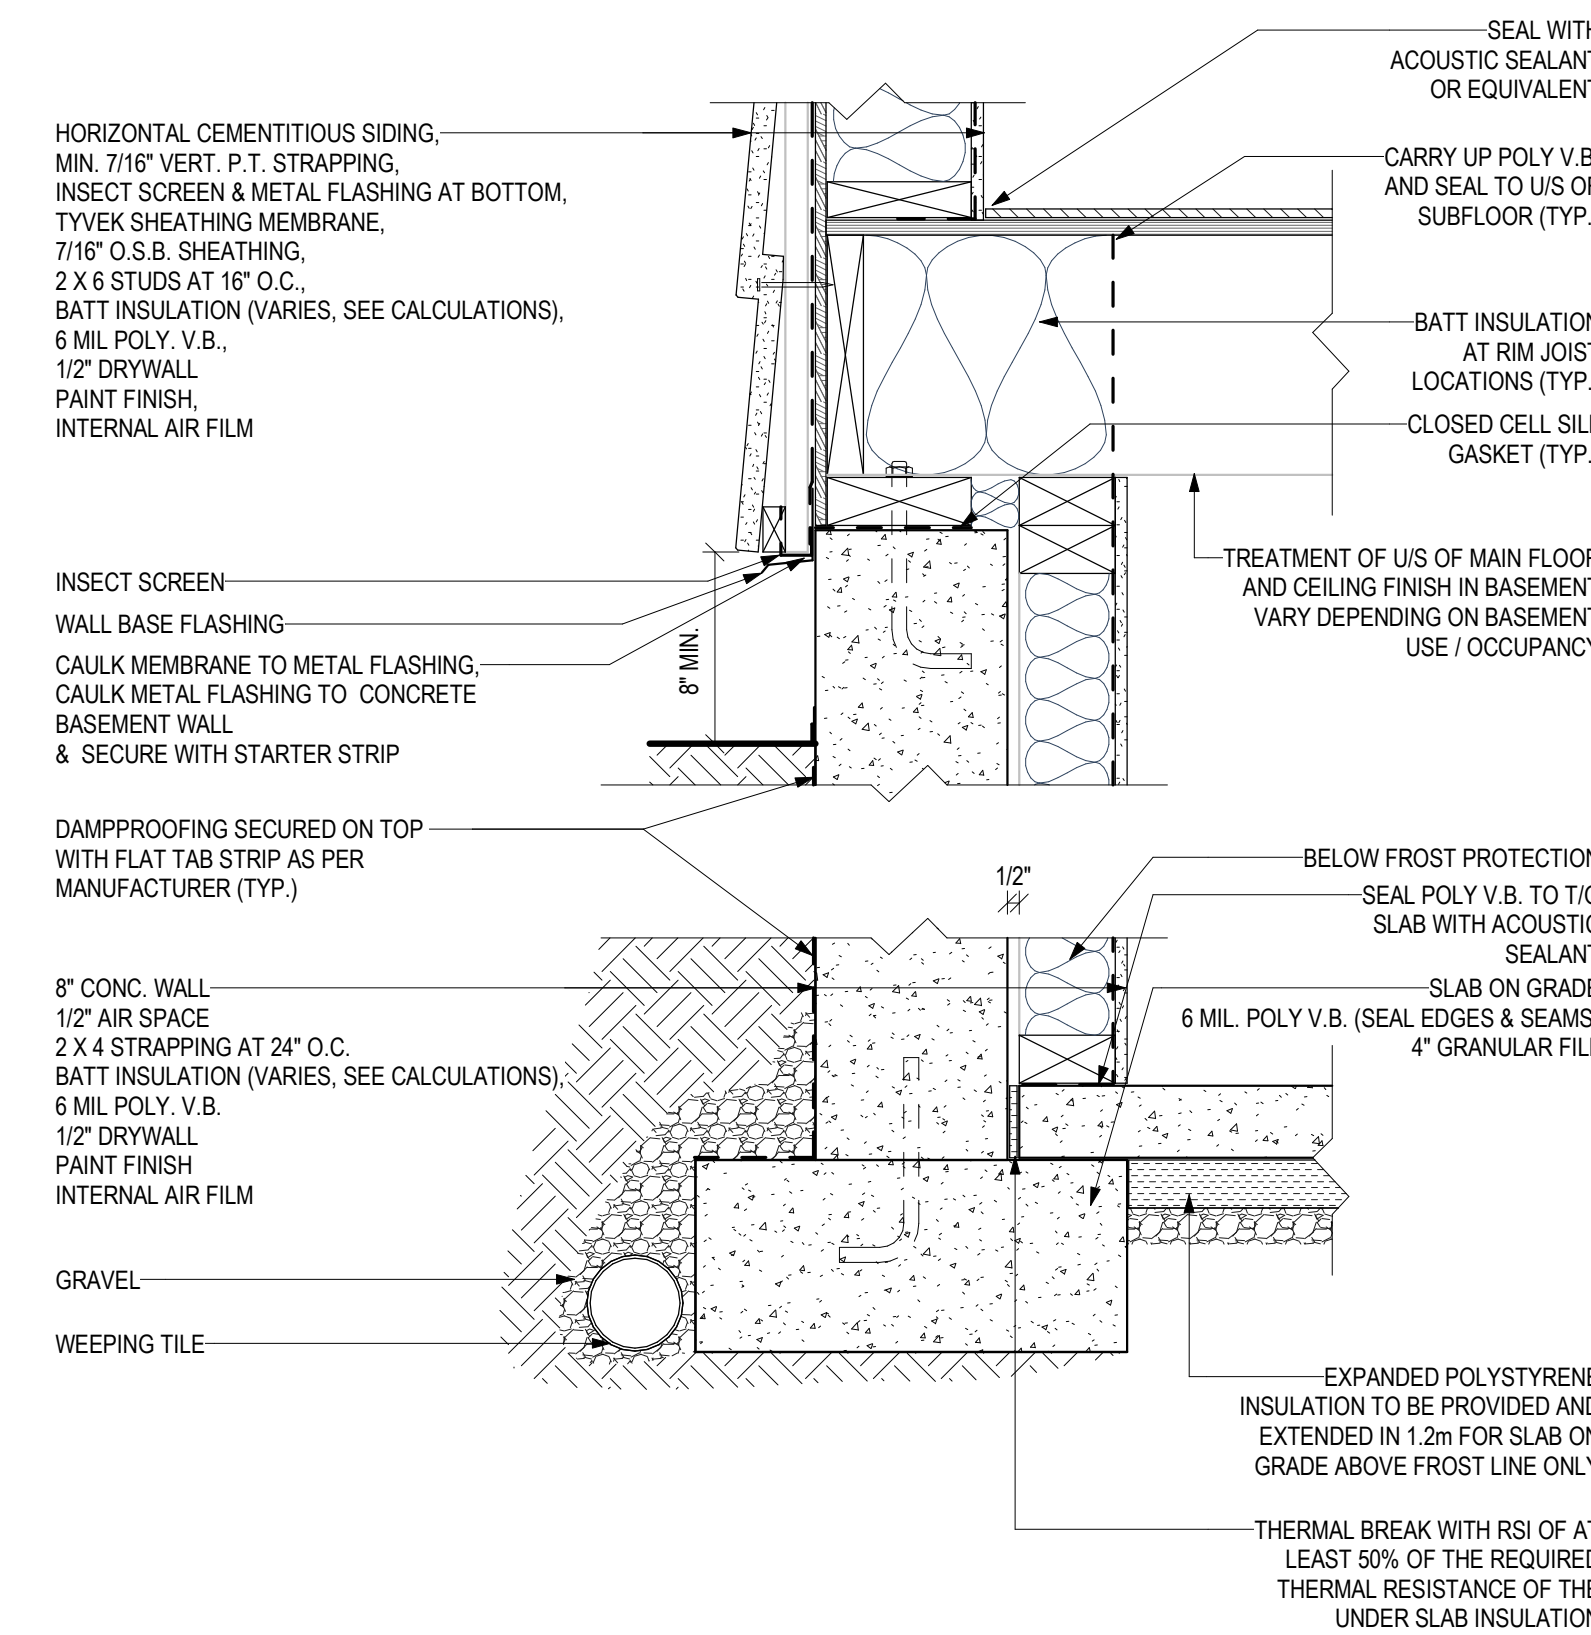 SEAL WITH
ACOUSTIC SEALANT
OR EQUIVALENT
HORIZONTAL CEMENTITIOUS SIDING,
MIN. 7/16" VERT. P.T. STRAPPING,
INSECT SCREEN & METAL FLASHING AT BOTTOM,
TYVEK SHEATHING MEMBRANE,
7/16" O.S.B. SHEATHING,
2 X 6 STUDS AT 16" O.C.,
BATT INSULATION (VARIES, SEE CALCULATIONS),
6 MIL POLY. V.B.,
1/2" DRYWALL
PAINT FINISH,
INTERNAL AIR FILM
CARRY UP POLY V.B
AND SEAL TO U/S OF
SUBFLOOR (TYP.
BATT INSULATION
AT RIM JOIST
LOCATIONS (TYP.
CLOSED CELL SILL
GASKET (TYP.
INSECT SCREEN
WALL BASE FLASHING
CAULK MEMBRANE TO METAL FLASHING,
CAULK METAL FLASHING TO CONCRETE
BASEMENT WALL
& SECURE WITH STARTER STRIP
8" MIN.
TREATMENT OF U/S OF MAIN FLOOR
AND CEILING FINISH IN BASEMENT
VARY DEPENDING ON BASEMENT
USE / OCCUPANCY
DAMPPROOFING SECURED ON TOP
WITH FLAT TAB STRIP AS PER
MANUFACTURER (TYP.)
1/2"
BELOW FROST PROTECTION
SEAL POLY V.B. TO T/O
SLAB WITH ACOUSTIC
SEALANT
8" CONC. WALL
1/2" AIR SPACE
2 X 4 STRAPPING AT 24" O.C.
BATT INSULATION (VARIES, SEE CALCULATIONS),
6 MIL POLY. V.B.
1/2" DRYWALL
PAINT FINISH
INTERNAL AIR FILM
SLAB ON GRADE
6 MIL. POLY V.B. (SEAL EDGES & SEAMS
4" GRANULAR FILL
GRAVEL
WEEPING TILE
EXPANDED POLYSTYRENE
INSULATION TO BE PROVIDED AND
EXTENDED IN 1.2m FOR SLAB ON
GRADE ABOVE FROST LINE ONLY
THERMAL BREAK WITH RSI OF AT
LEAST 50% OF THE REQUIRED
THERMAL RESISTANCE OF THE
UNDER SLAB INSULATION